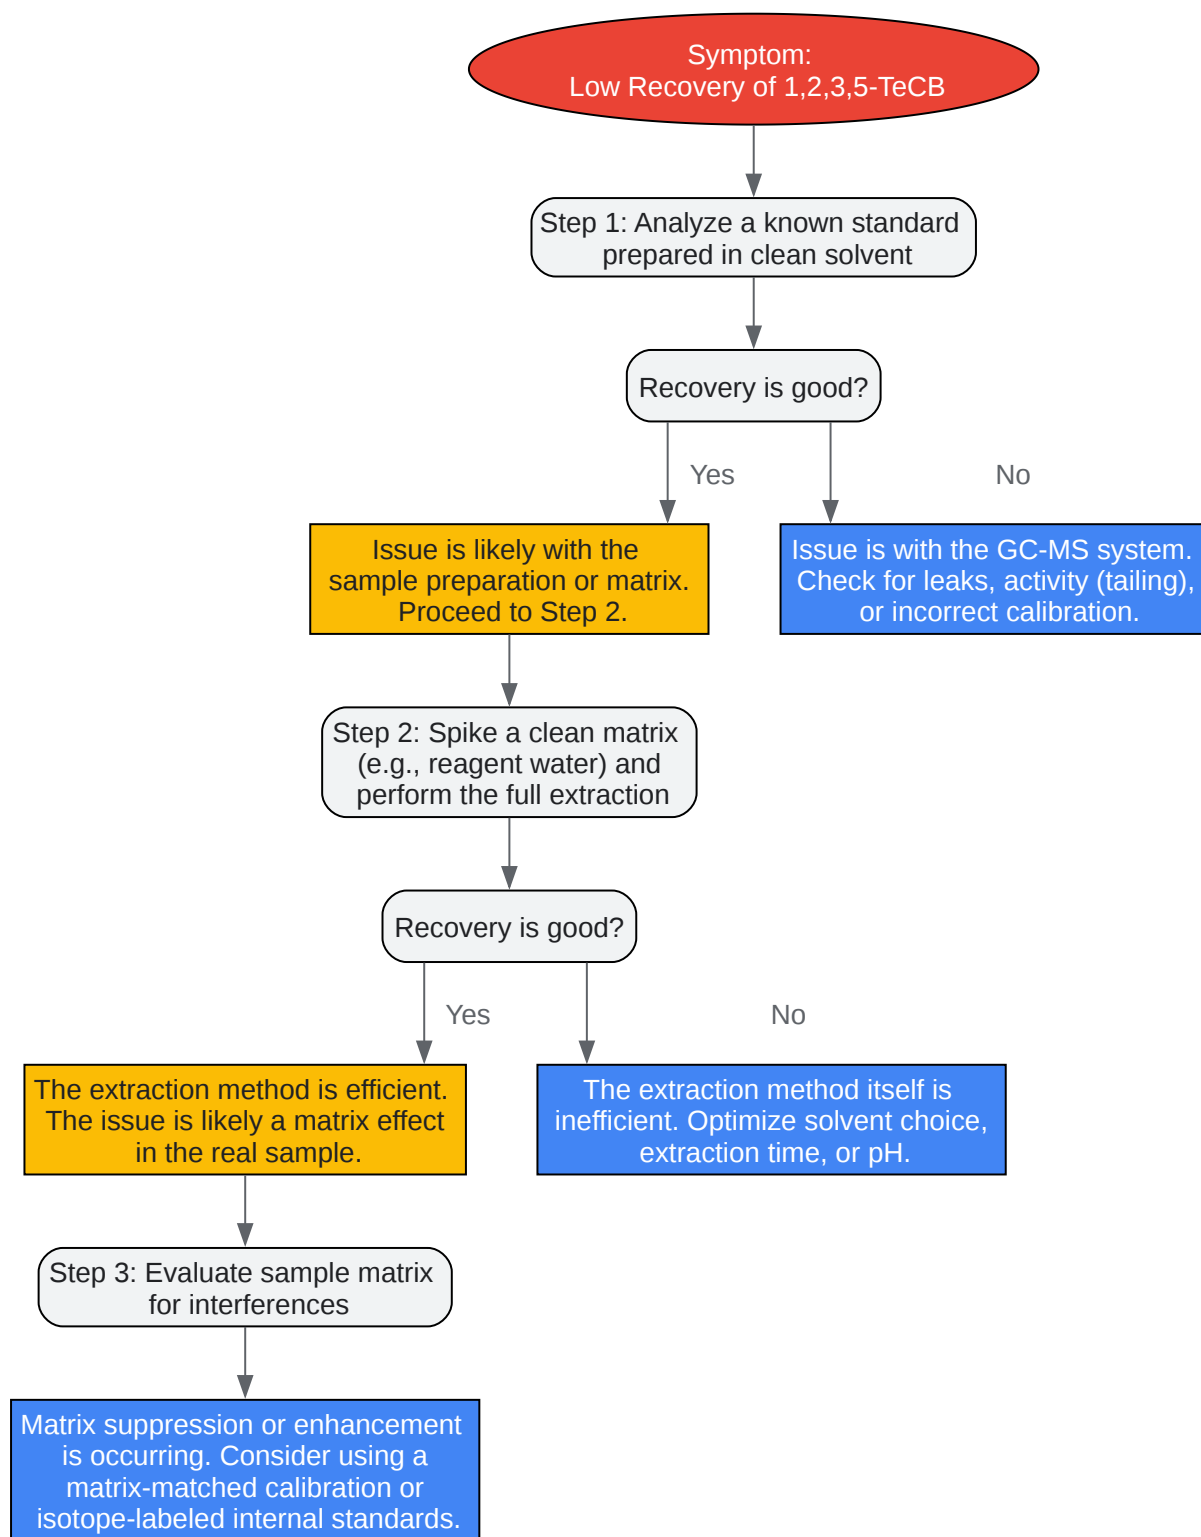 Symptom:
Low Recovery of 1,2,3,5-TeCB
Step 1: Analyze a known standard
prepared in clean solvent
Recovery is good?
Yes
No
Issue is likely with the
sample preparation or matrix.
Proceed to Step 2.
Issue is with the GC-MS system.
Check for leaks, activity (tailing),
or incorrect calibration.
Step 2: Spike a clean matrix
(e.g., reagent water) and
perform the full extraction
Recovery is good?
Yes
No
The extraction method is efficient.
The issue is likely a matrix effect
in the real sample.
The extraction method itself is
inefficient. Optimize solvent choice,
extraction time, or pH.
Step 3: Evaluate sample matrix
for interferences
Matrix suppression or enhancement
is occurring. Consider using a
matrix-matched calibration or
isotope-labeled internal standards.